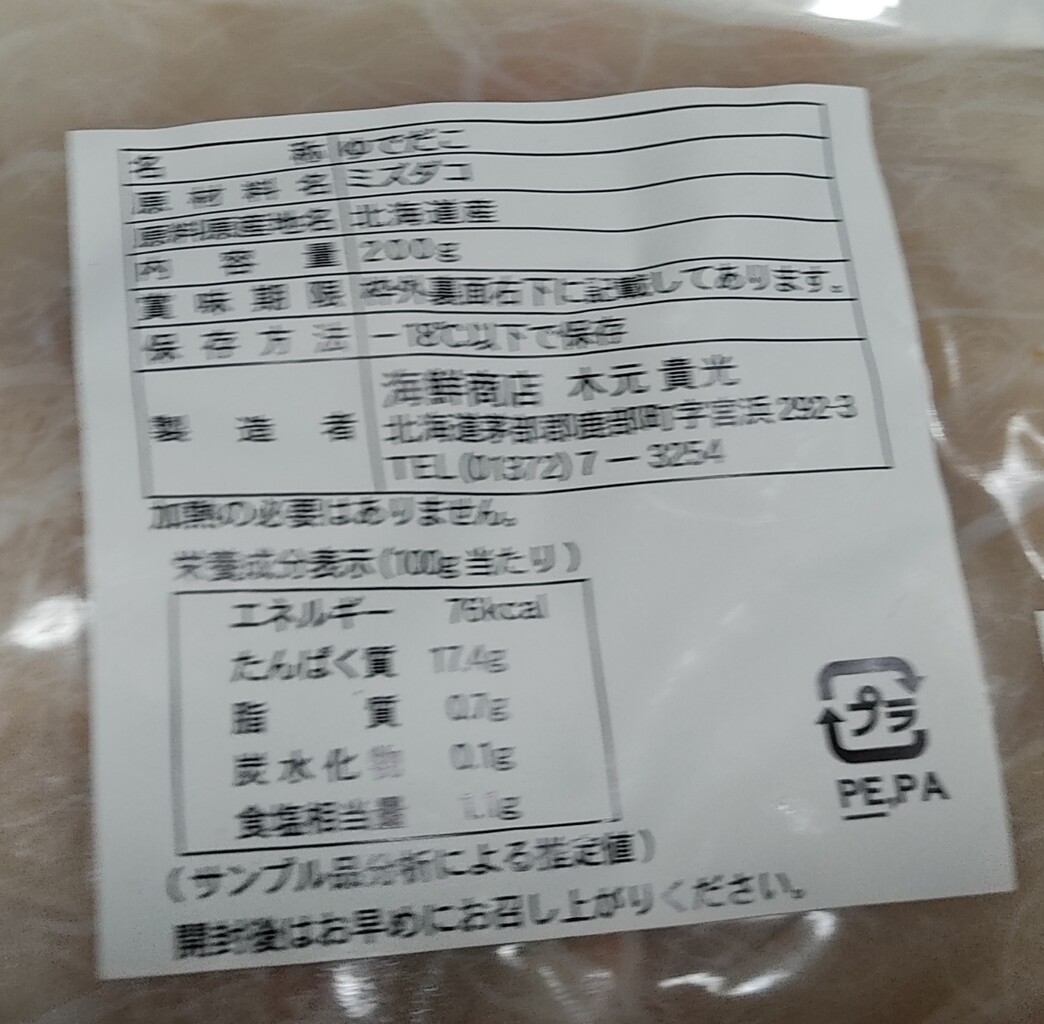 名称 ゆでだこ
原材料名 ミズダコ
原料原産地名 北海道産
内容量 200g
賞味期限 枠外裏面右下に記載してあります。
保存方法 －18℃以下で保存
製造者 海鮮商店 木元 貴光
北海道茅部郡鹿部町字宮浜292-3
TEL(01372)7－3254
加熱の必要はありません。
栄養成分表示(100g当たり)
エネルギー 76kcal
たんぱく質 17.4g
脂質 0.7g
炭水化物 0.1g
食塩相当量 1.1g
(サンプル品分析による推定値)
開封後はお早めにお召し上がりください。
プラ
PE,PA